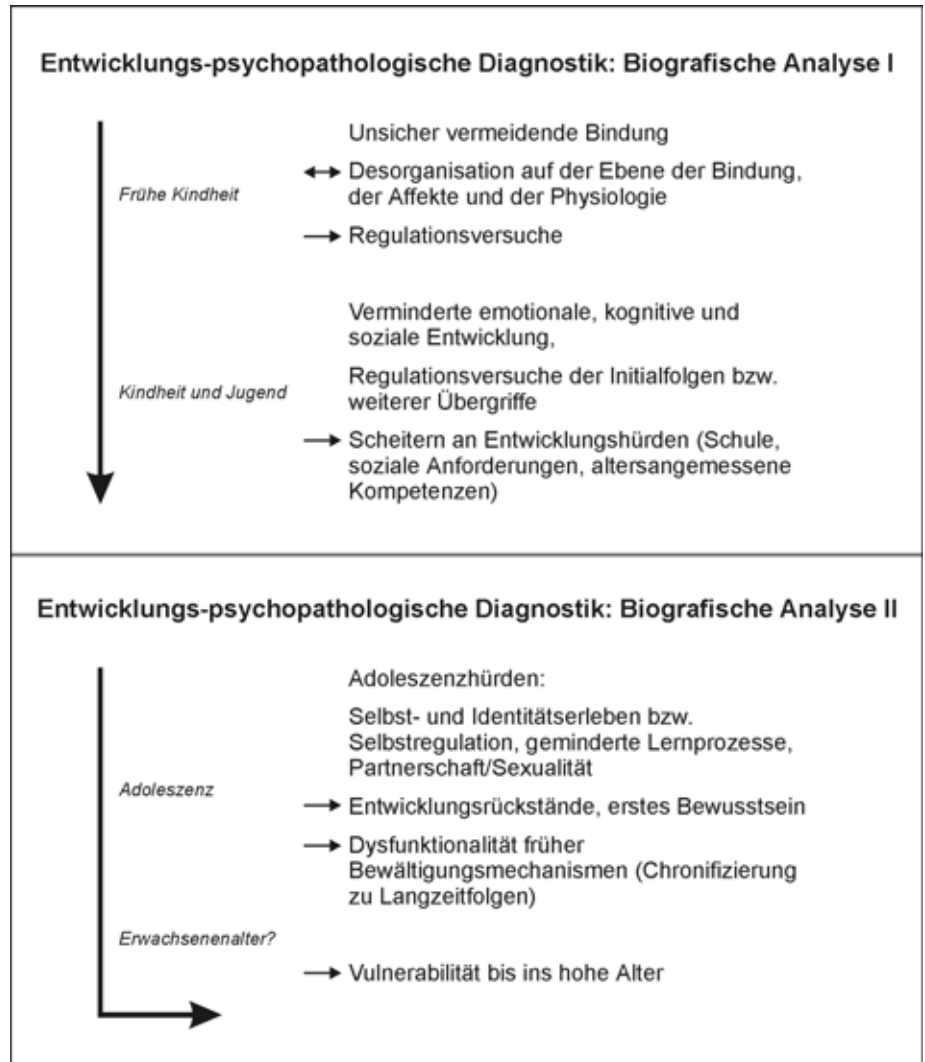 Entwicklungs-psychopathologische Diagnostik: Biografische Analyse I
Unsicher vermeidende Bindung
Frühe Kindheit
Desorganisation auf der Ebene der Bindung,
der Affekte und der Physiologie
Regulationsversuche
Verminderte emotionale, kognitive und
soziale Entwicklung,
Kindheit und Jugend
Regulationsversuche der Initialfolgen bzw.
weiterer Übergriffe
Scheitern an Entwicklungshürden (Schule,
soziale Anforderungen, altersangemessene
Kompetenzen)
Entwicklungs-psychopathologische Diagnostik: Biografische Analyse II
Adoleszenzhürden:
Selbst- und Identitätserleben bzw.
Selbstregulation, geminderte Lernprozesse,
Partnerschaft/Sexualität
Adoleszenz
Entwicklungsrückstände, erstes Bewusstsein
Dysfunktionalität früher
Bewältigungsmechanismen (Chronifizierung
zu Langzeitfolgen)
Erwachsenenalter?
Vulnerabilität bis ins hohe Alter